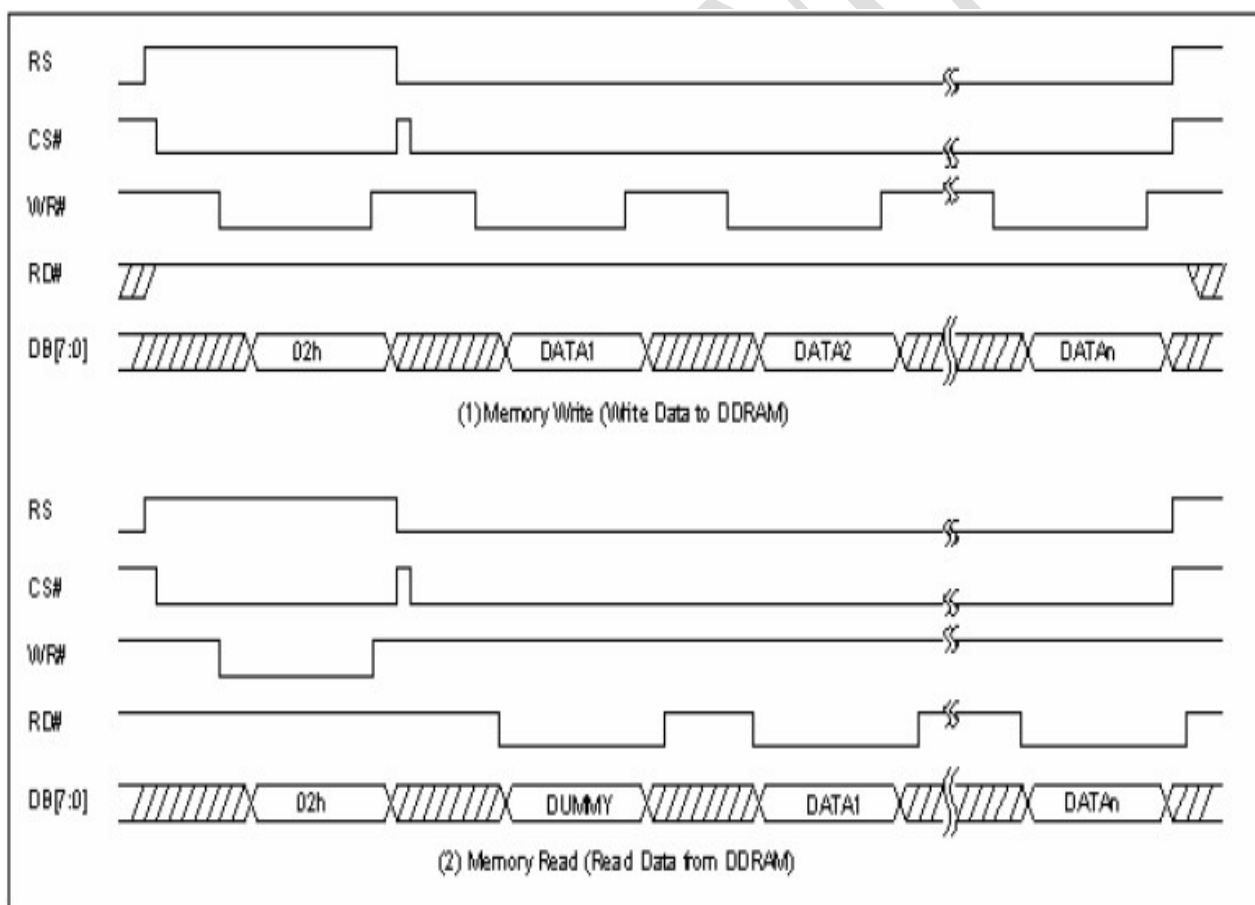 RS
CS#
WR#
RD#
DB[7:0] 02h DATA1 DATA2 DATAn
(1) Memory Write (Write Data to DDRAM)
RS
CS#
WR#
RD#
DB[7:0] 02h DUMMY DATA1 DATAn
(2) Memory Read (Read Data from DDRAM)